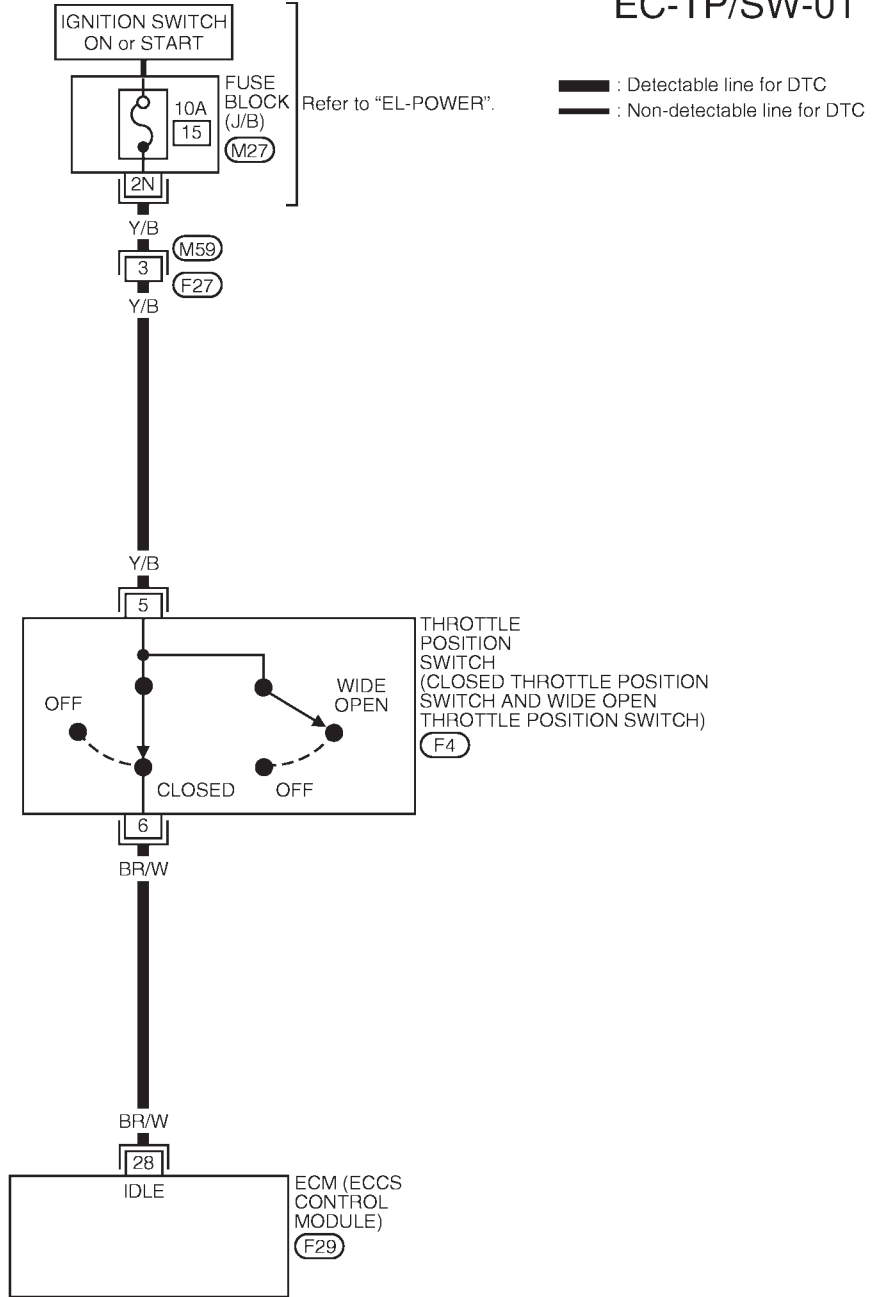 EC-TP/SW-01
IGNITION SWITCH
ON or START
FUSE
BLOCK
(J/B)
10A
15
M27
Refer to "EL-POWER".
: Detectable line for DTC
: Non-detectable line for DTC
2N
Y/B
M59
3
F27
Y/B
Y/B
5
THROTTLE
POSITION
SWITCH
(CLOSED THROTTLE POSITION
SWITCH AND WIDE OPEN
THROTTLE POSITION SWITCH)
F4
OFF
WIDE
OPEN
CLOSED
OFF
6
BR/W
BR/W
28
IDLE
ECM (ECCS
CONTROL
MODULE)
F29